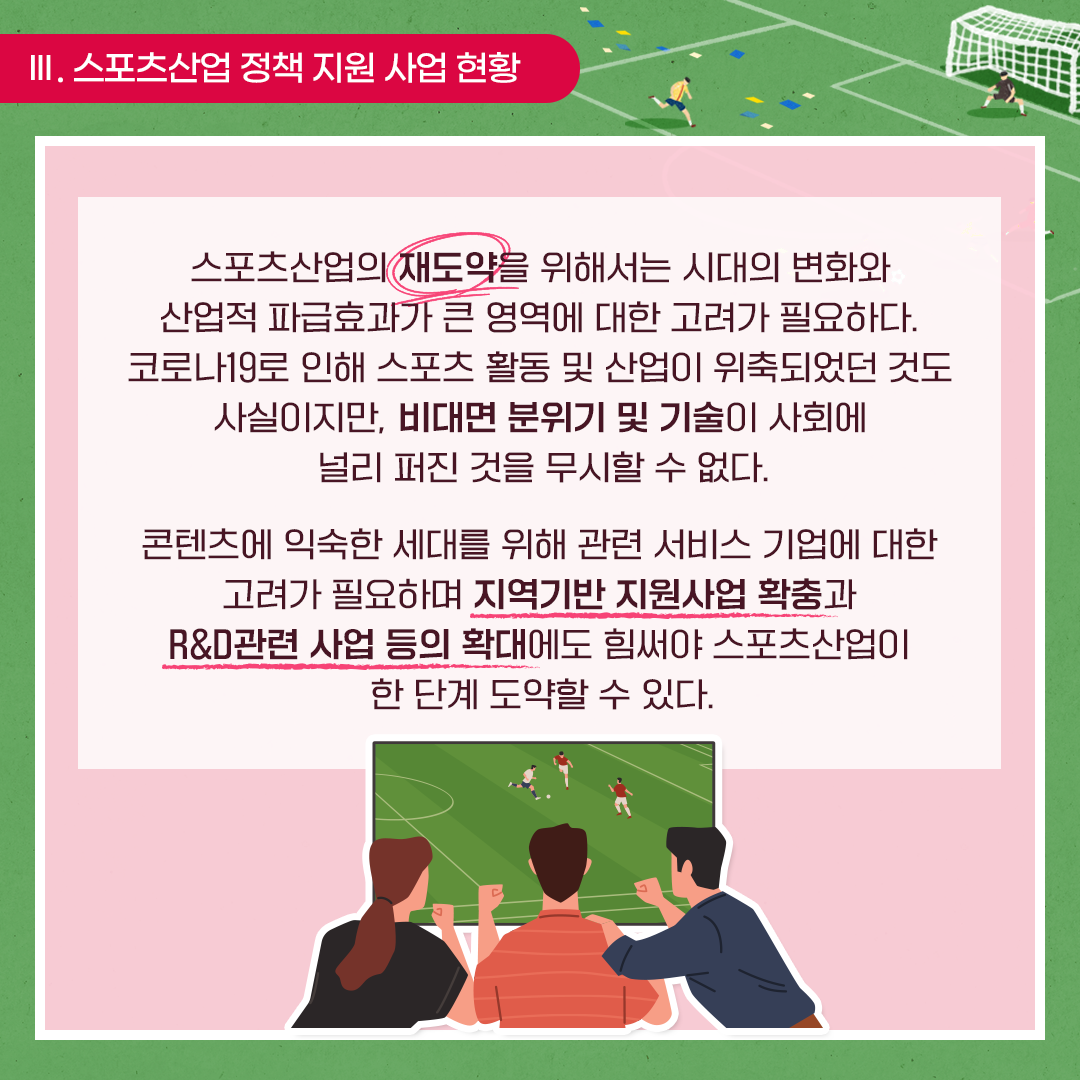 Ⅲ. 스포츠산업 정책 지원 사업 현황
스포츠산업의 재도약을 위해서는 시대의 변화와
산업적 파급효과가 큰 영역에 대한 고려가 필요하다.
코로나19로 인해 스포츠 활동 및 산업이 위축되었던 것도
사실이지만, 비대면 분위기 및 기술이 사회에
널리 퍼진 것을 무시할 수 없다.
콘텐츠에 익숙한 세대를 위해 관련 서비스 기업에 대한
고려가 필요하며 지역기반 지원사업 확충과
R&D관련 사업 등의 확대에도 힘써야 스포츠산업이
한 단계 도약할 수 있다.